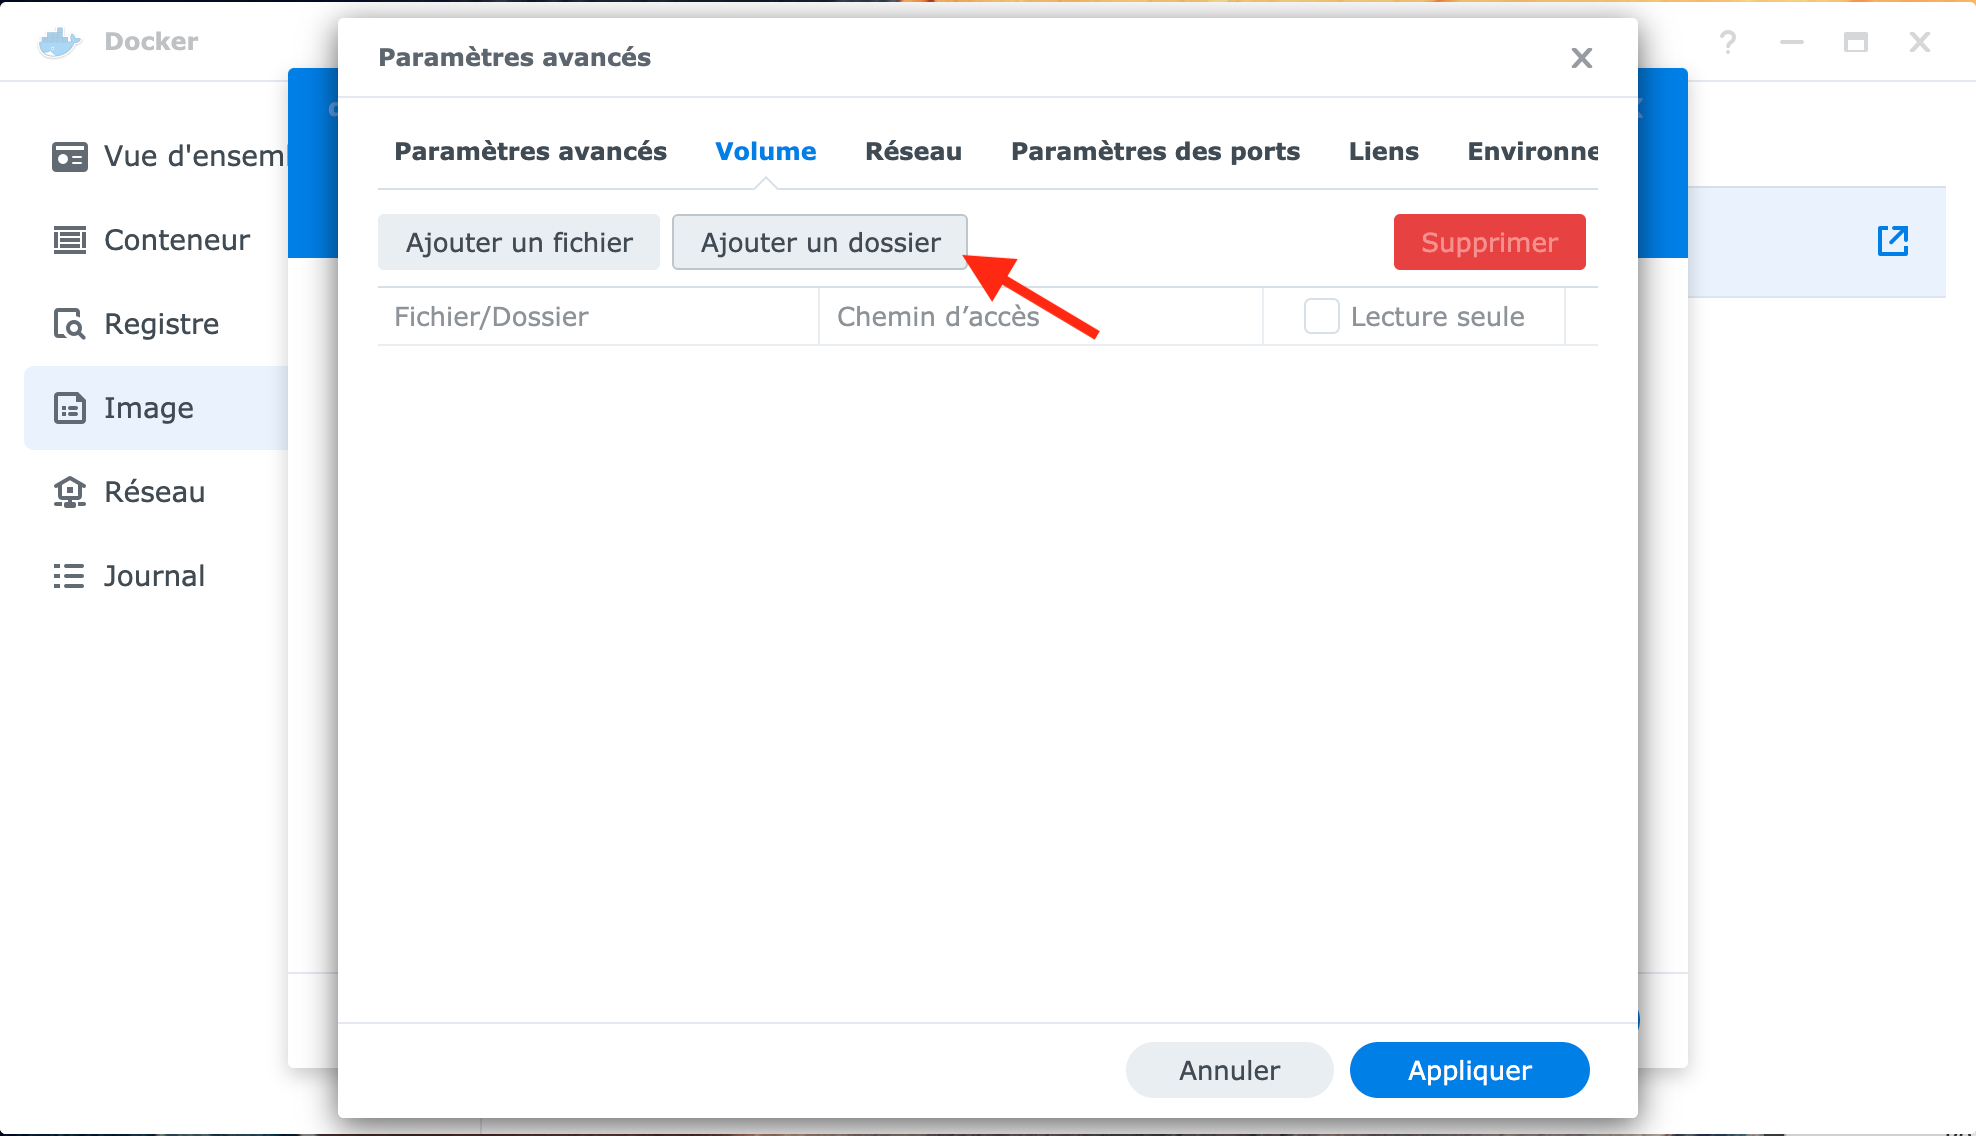 Docker
Paramètres avancés
Vue d'ensem
Conteneur
Registre
Image
Réseau
Journal
Paramètres avancés Volume Réseau Paramètres des ports Liens Environne
Ajouter un fichier Ajouter un dossier Supprimer
Fichier/Dossier Chemin d’accès Lecture seule
Annuler Appliquer